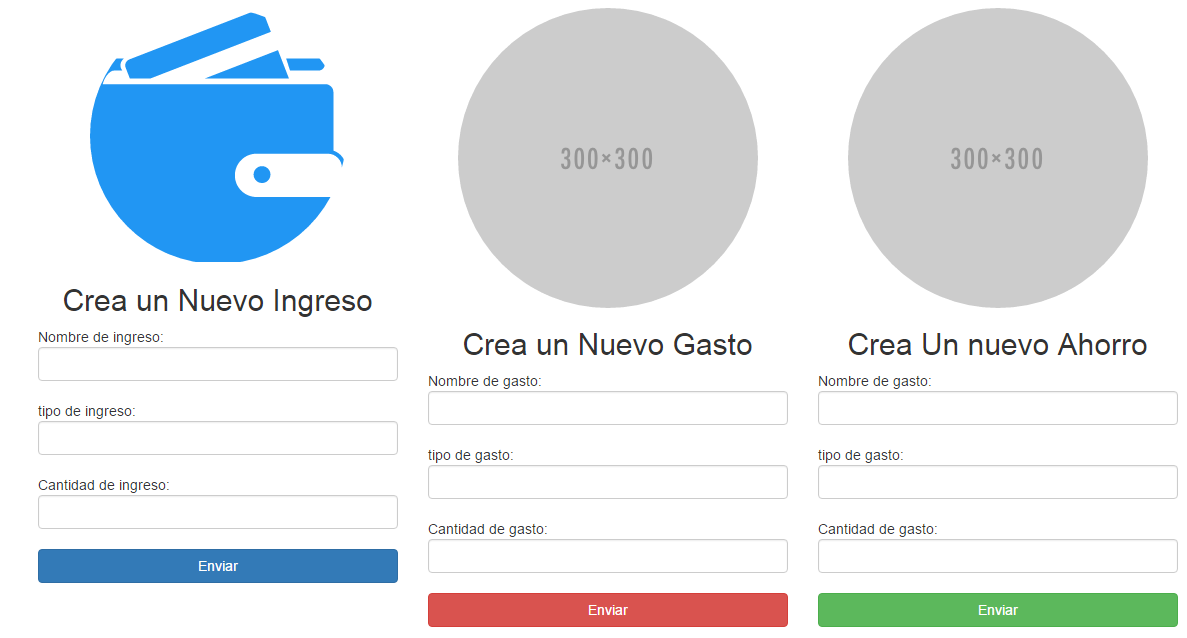 Crea un Nuevo Ingreso
Nombre de ingreso:
tipo de ingreso:
Cantidad de ingreso:
Enviar
300×300
Crea un Nuevo Gasto
Nombre de gasto:
tipo de gasto:
Cantidad de gasto:
Enviar
300×300
Crea Un nuevo Ahorro
Nombre de gasto:
tipo de gasto:
Cantidad de gasto:
Enviar